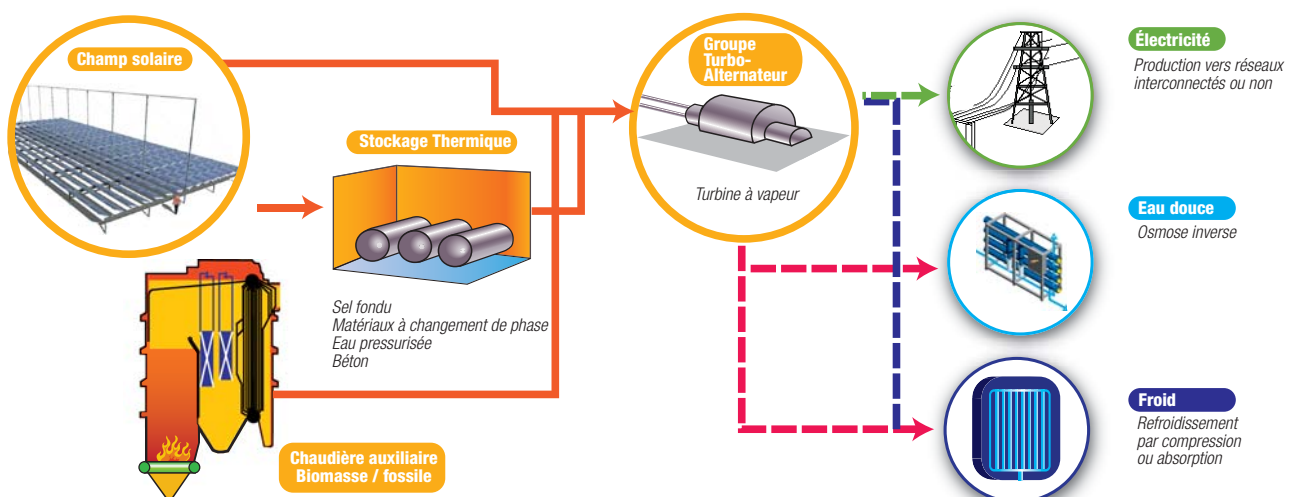 Champ solaire
Stockage Thermique
Sel fondu
Matériaux à changement de phase
Eau pressurisée
Béton
Chaudière auxiliaire
Biomasse / fossile
Groupe
Turbo-
Alternateur
Turbine à vapeur
Électricité
Production vers réseaux
interconnectés ou non
Eau douce
Osmose inverse
Froid
Refroidissement
par compression
ou absorption